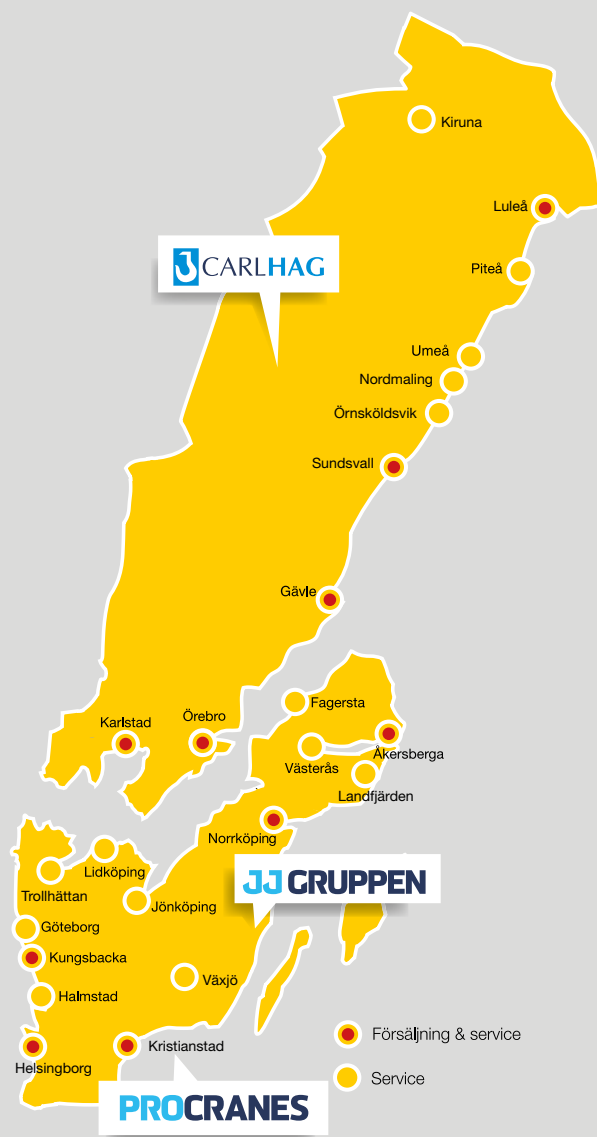 Kiruna
Luleå
CARLHAG
Piteå
Umeå
Nordmaling
Örnsköldsvik
Sundsvall
Gävle
Fagersta
Karlstad
Örebro
Åkersberga
Västerås
Landfjärden
Norrköping
Lidköping
JJ GRUPPEN
Trollhättan
Jönköping
Göteborg
Kungsbacka
Växjö
Halmstad
Försäljning & service
Kristianstad
Helsingborg
Service
PROCRANES